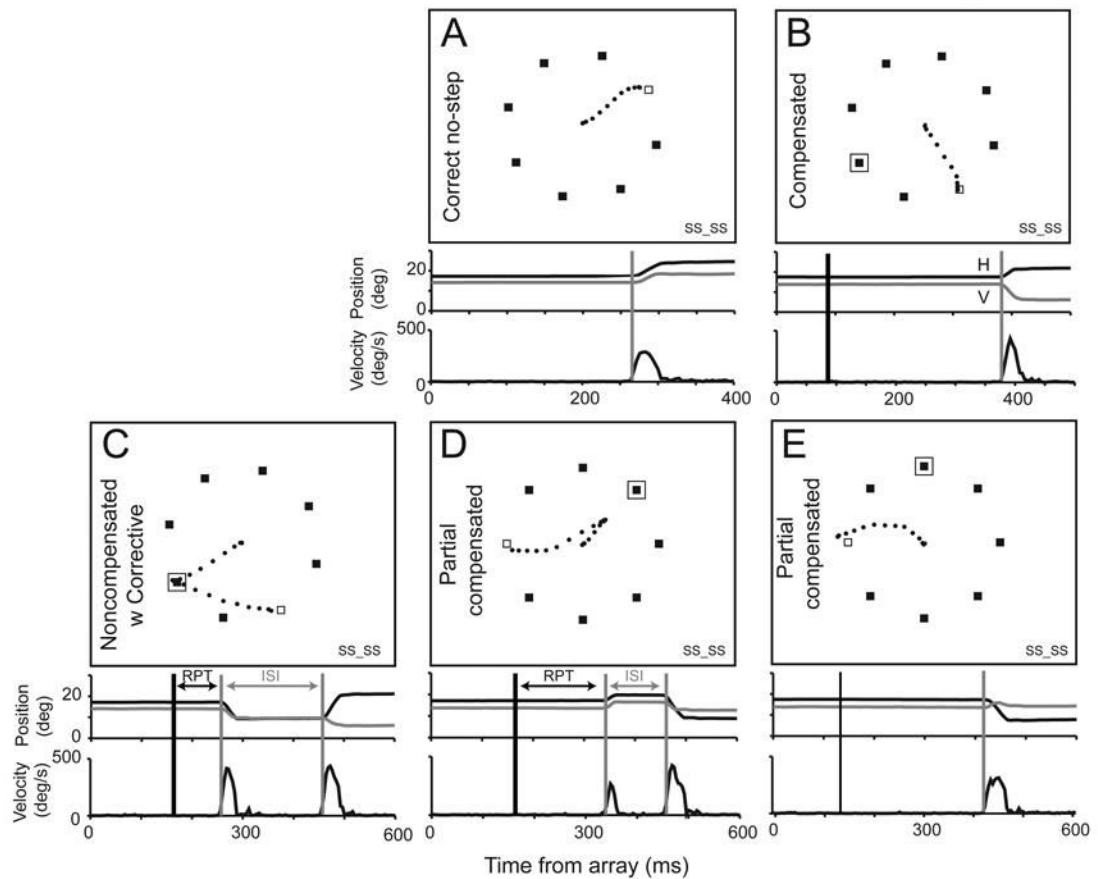 A
Correct no-step
SS_SS
Position
(deg)
20
0
Velocity
(deg/s)
500
0
0
200
400
B
Compensated
SS_SS
H
V
0
200
400
C
Noncompensated
w Corrective
SS_SS
RPT
ISI
Position
(deg)
20
0
Velocity
(deg/s)
500
0
0
300
600
D
Partial
compensated
SS_SS
RPT
ISI
0
300
600
E
Partial
compensated
SS_SS
0
300
600
Time from array (ms)